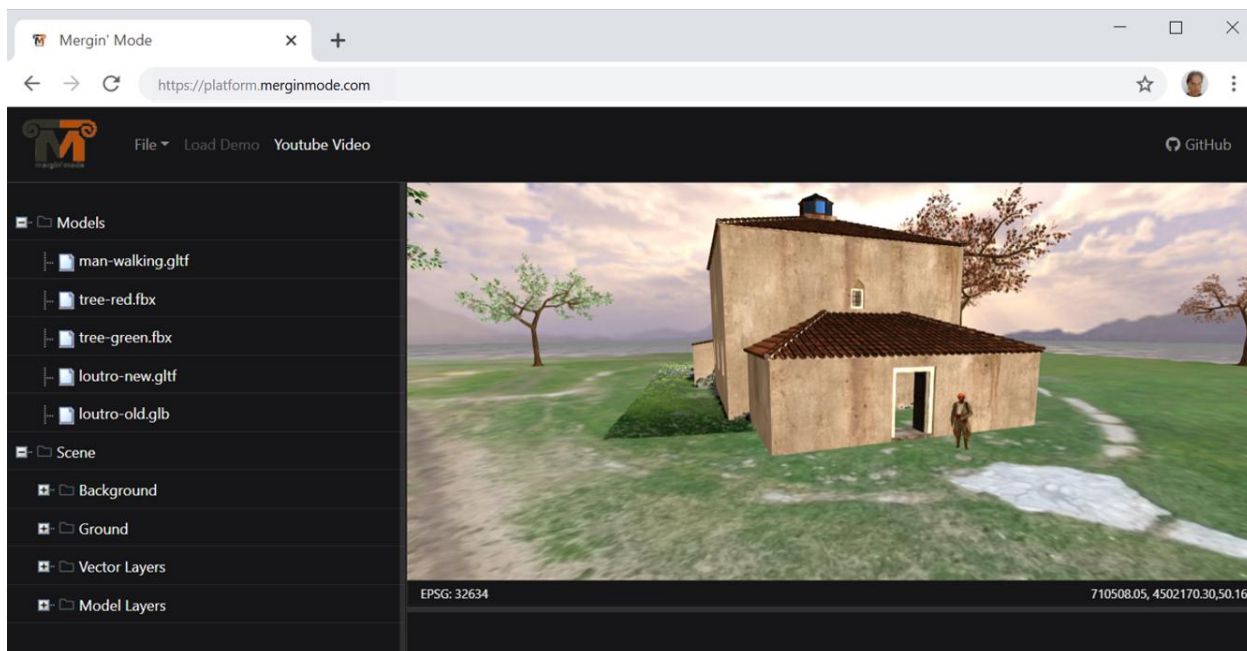 Mergin' Mode
https://platform.merginmode.com
mergin'mode
File Load Demo Youtube Video GitHub
Models
man-walking.gltf
tree-red.fbx
tree-green.fbx
loutro-new.gltf
loutro-old.glb
Scene
Background
Ground
Vector Layers
Model Layers
EPSG: 32634 710508.05, 4502170.30,50.16